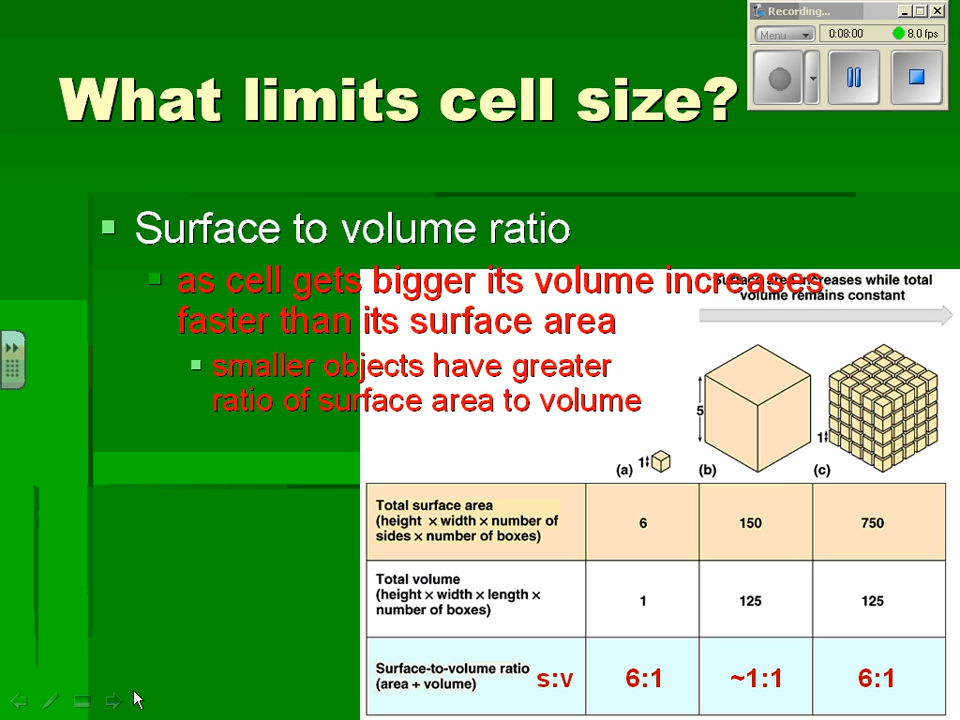 Recording...
Menu
0:08:00
8.0 fps
What limits cell size?
Surface to volume ratio
as cell gets bigger its volume increases
faster than its surface area
smaller objects have greater
ratio of surface area to volume
Surface area increases while total
volume remains constant
5
1
1
(a)
(b)
(c)
Total surface area
(height × width × number of
sides × number of boxes)
6
150
750
Total volume
(height × width × length ×
number of boxes)
1
125
125
Surface-to-volume ratio
(area ÷ volume)
s:v
6:1
~1:1
6:1